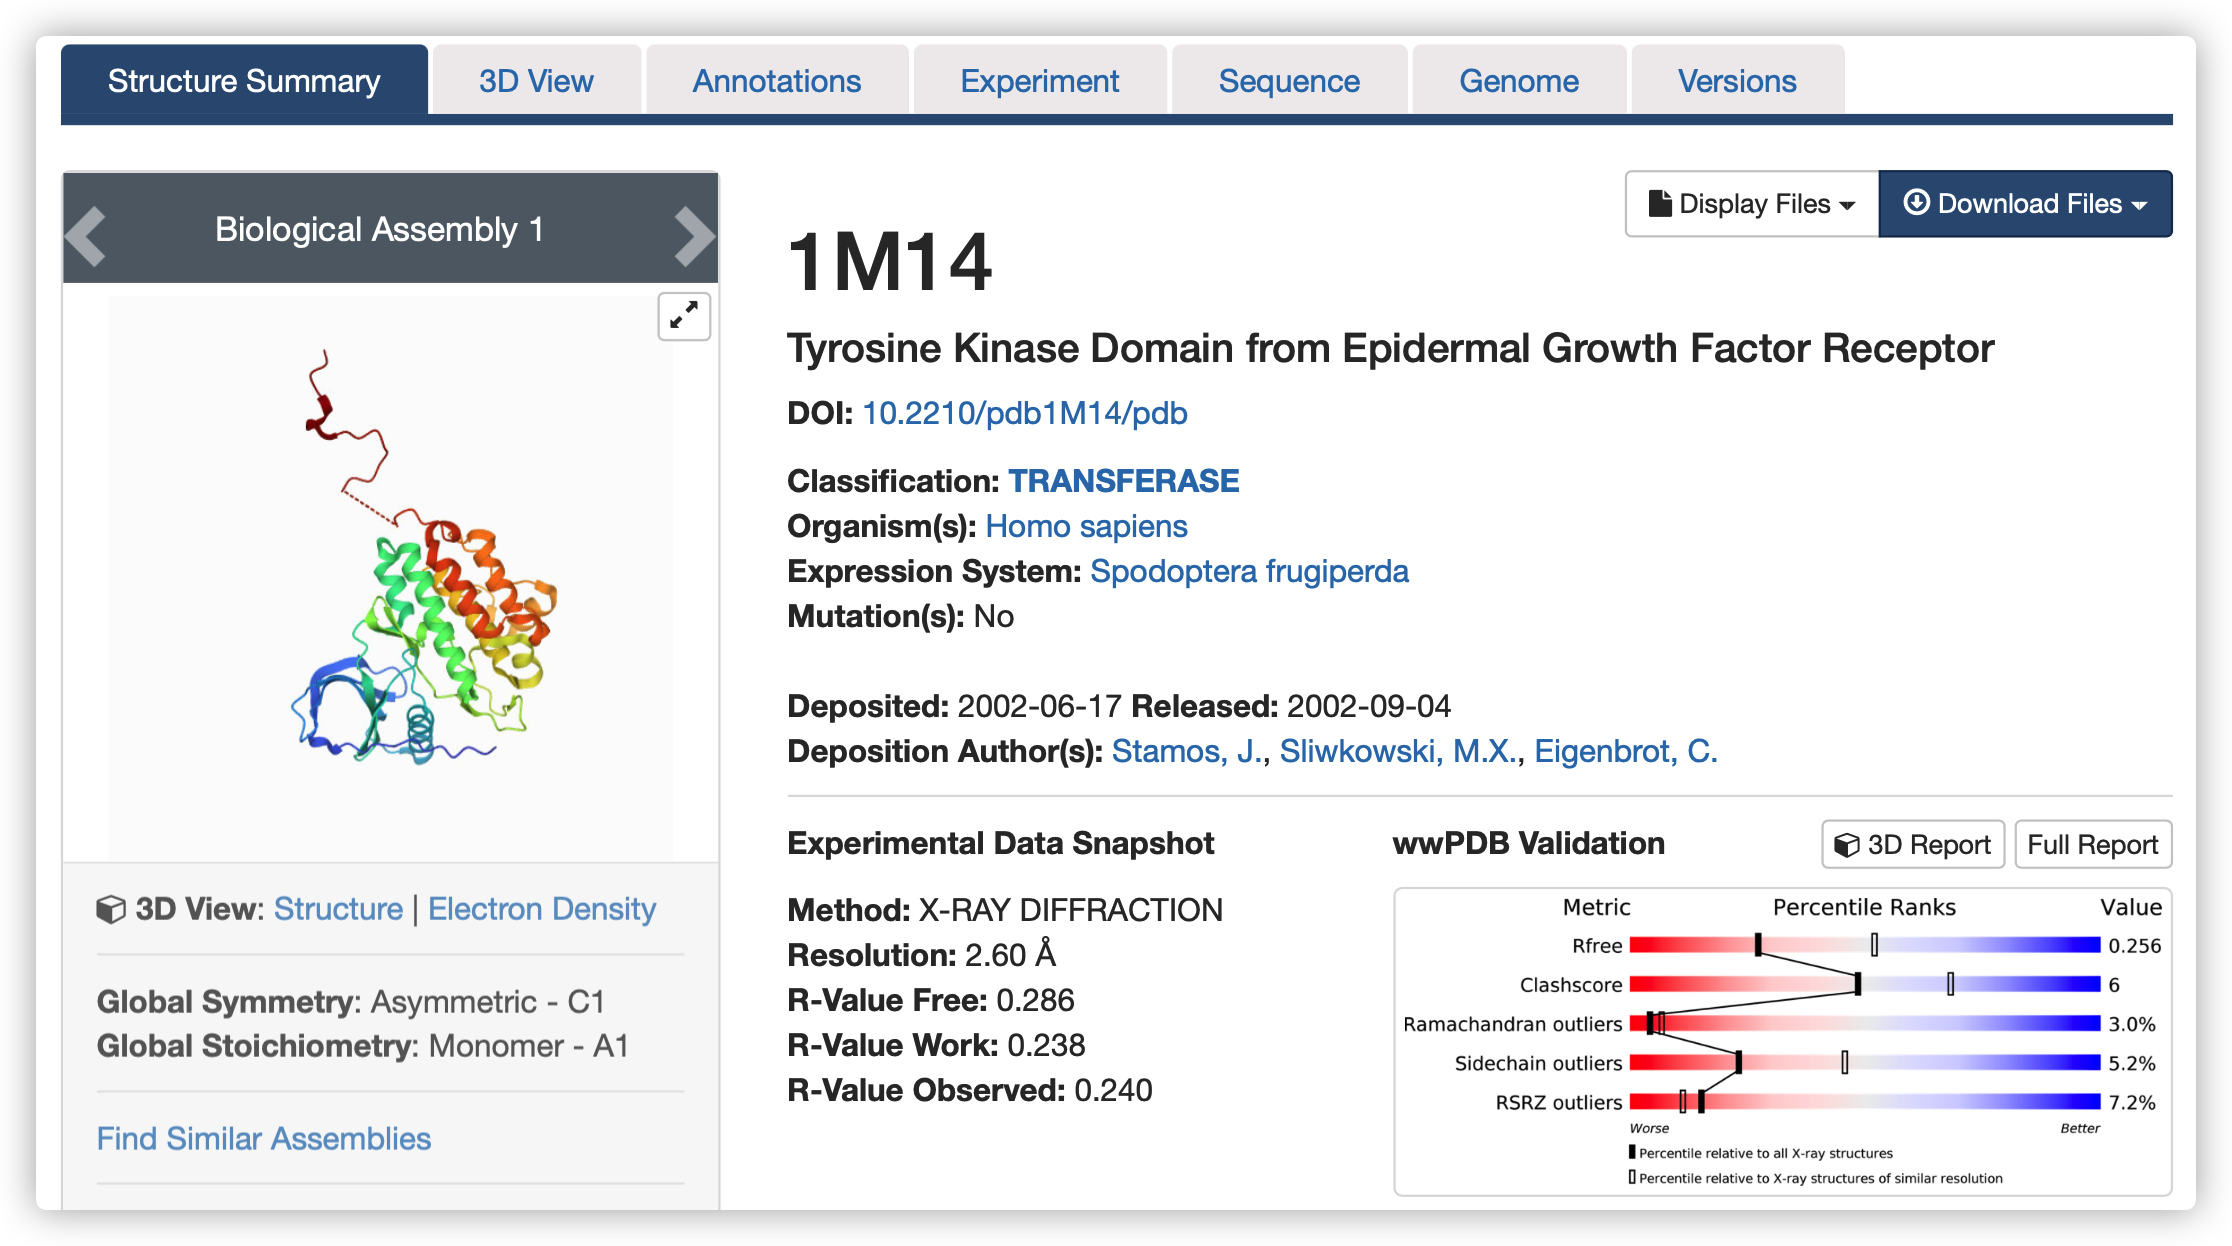 Structure Summary 3D View Annotations Experiment Sequence Genome Versions
Biological Assembly 1
3D View: Structure | Electron Density
Global Symmetry: Asymmetric - C1
Global Stoichiometry: Monomer - A1
Find Similar Assemblies
Display Files Download Files
1M14
Tyrosine Kinase Domain from Epidermal Growth Factor Receptor
DOI: 10.2210/pdb1M14/pdb
Classification: TRANSFERASE
Organism(s): Homo sapiens
Expression System: Spodoptera frugiperda
Mutation(s): No
Deposited: 2002-06-17 Released: 2002-09-04
Deposition Author(s): Stamos, J., Sliwkowski, M.X., Eigenbrot, C.
Experimental Data Snapshot
Method: X-RAY DIFFRACTION
Resolution: 2.60 Å
R-Value Free: 0.286
R-Value Work: 0.238
R-Value Observed: 0.240
wwPDB Validation 3D Report Full Report
Metric Percentile Ranks Value
Rfree 0.256
Clashscore 6
Ramachandran outliers 3.0%
Sidechain outliers 5.2%
RSRZ outliers 7.2%
Worse Better
Percentile relative to all X-ray structures
Percentile relative to X-ray structures of similar resolution